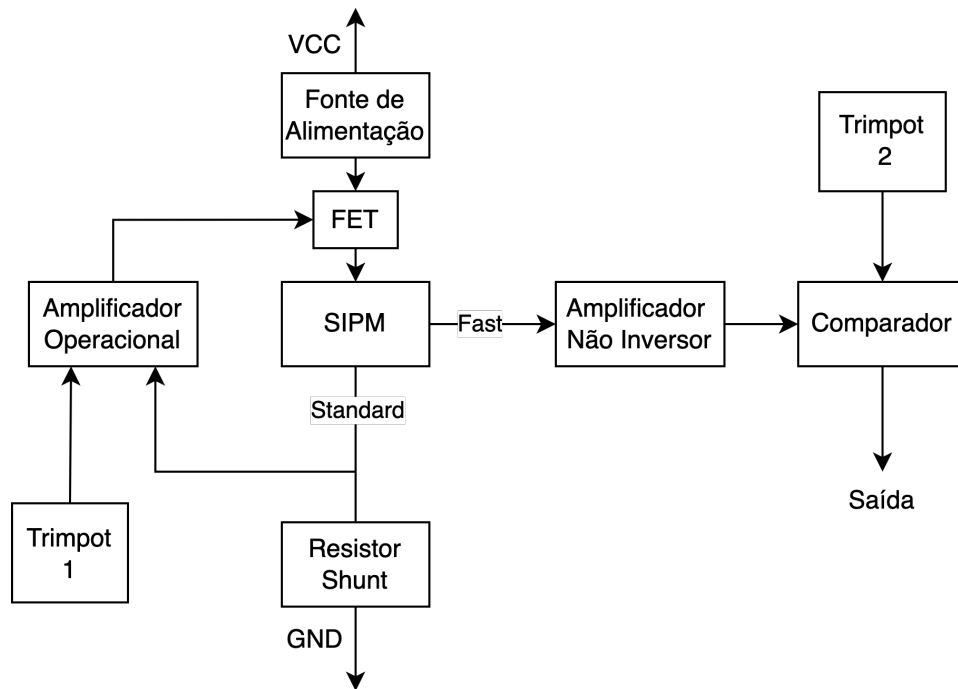 VCC
Fonte de
Alimentação
Trimpot
2
FET
Amplificador
Operacional
SIPM
Fast
Amplificador
Não Inversor
Comparador
Standard
Saída
Trimpot
1
Resistor
Shunt
GND